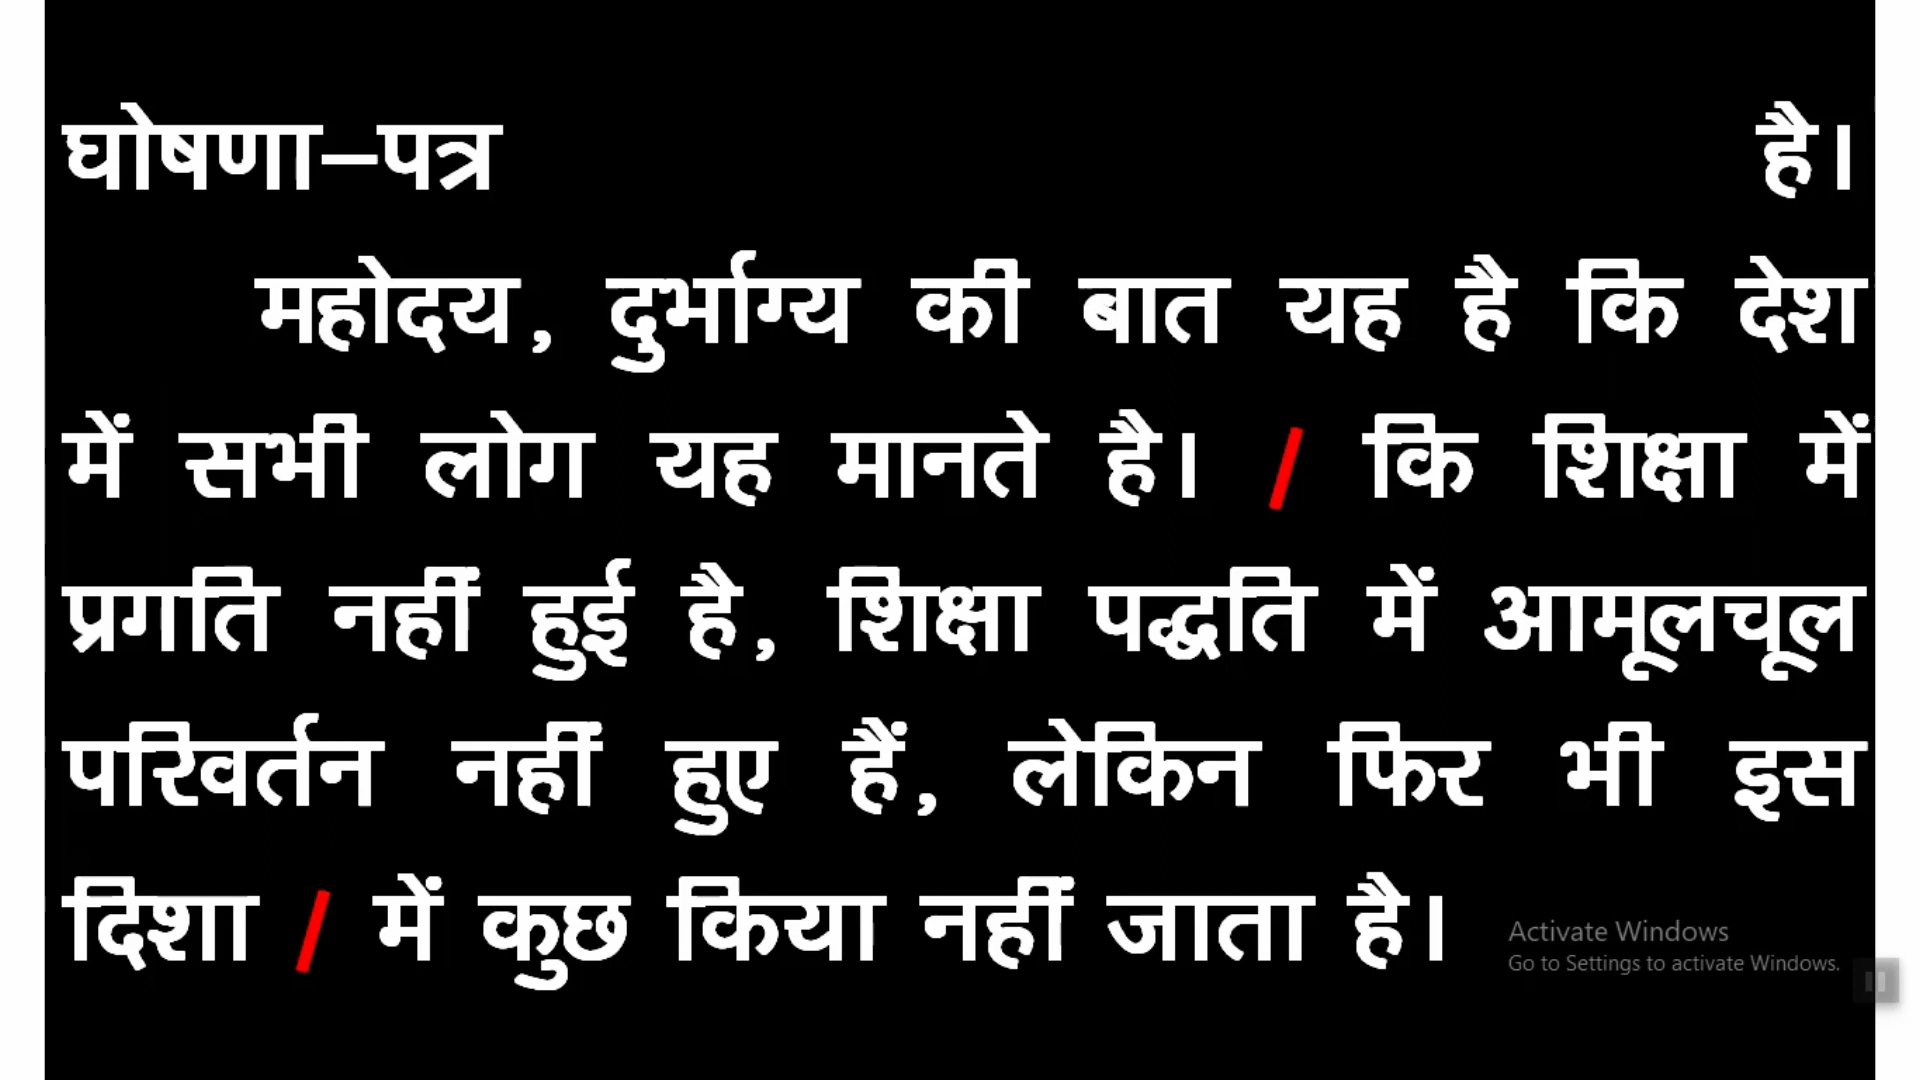 घोषणा–पत्र है।
महोदय, दुर्भाग्य की बात यह है कि देश
में सभी लोग यह मानते है। / कि शिक्षा में
प्रगति नहीं हुई है, शिक्षा पद्धति में आमूलचूल
परिवर्तन नहीं हुए हैं, लेकिन फिर भी इस
दिशा / में कुछ किया नहीं जाता है।
Activate Windows
Go to Settings to activate Windows.